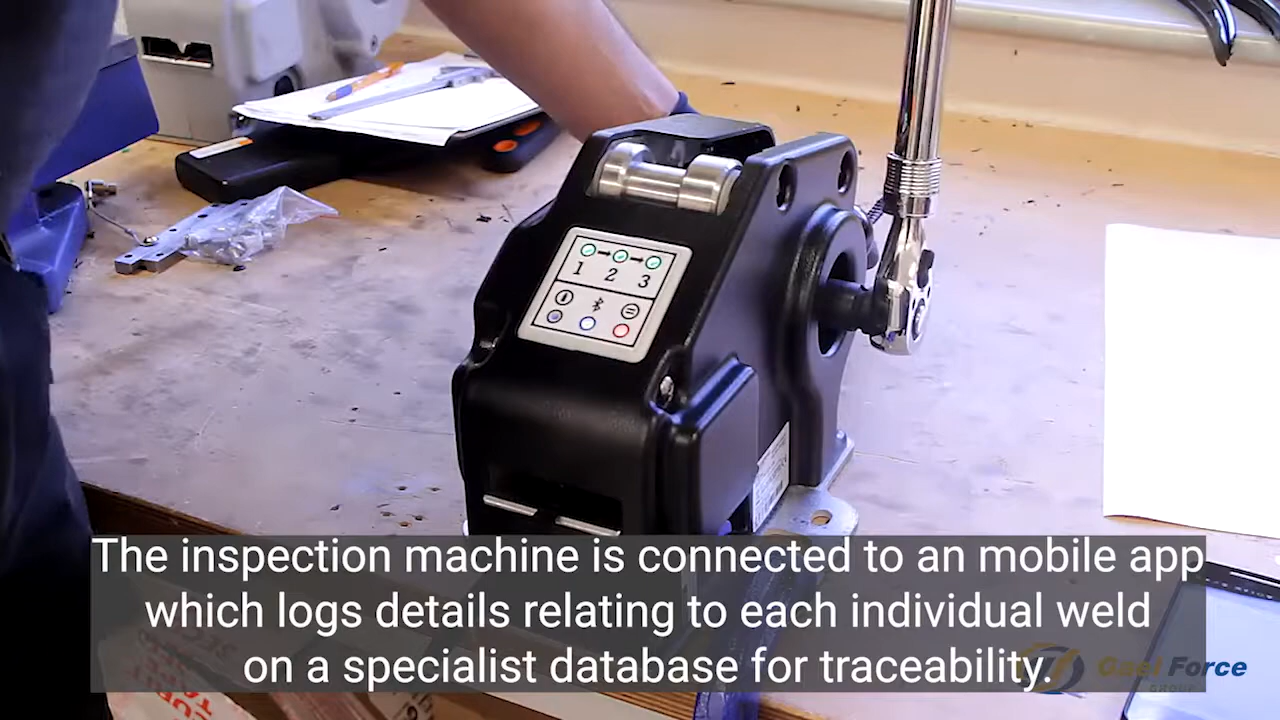 1 2 3
The inspection machine is connected to an mobile app
which logs details relating to each individual weld
on a specialist database for traceability.
Gael Force
GROUP